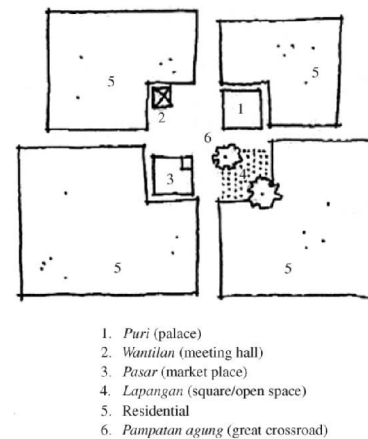 5
5
2
1
6
3
4
5
5
1. Puri (palace)
2. Wantilan (meeting hall)
3. Pasar (market place)
4. Lapangan (square/open space)
5. Residential
6. Pampatan agung (great crossroad)